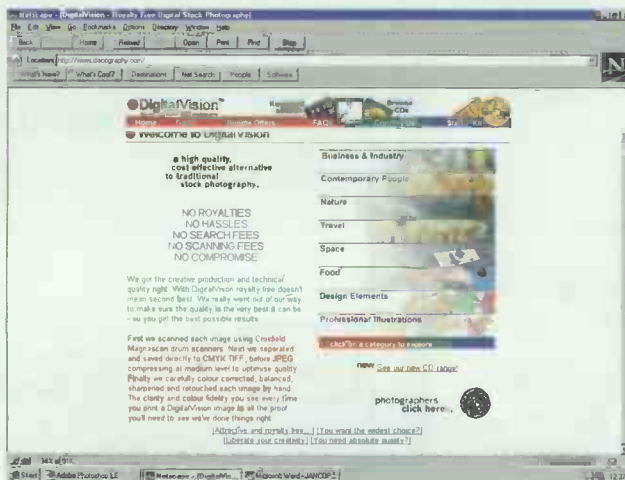 Netscape - [DigitalVision - Royalty Free Digital Stock Photography]
File Edit View Go Bookmarks Options Directory Window Help
Back Home Reload Open Print Find Stop
Location: http://www.
What's New? What's Cool? Destinations Net Search People Software
DigitalVision™
Browse
CDs
Home Offers FAQ
Welcome to DigitalVision
a high quality,
cost effective alternative
to traditional
stock photography.
NO ROYALTIES
NO HASSLES
NO SEARCH FEES
NO SCANNING FEES
NO COMPROMISE
We got the creative production and technical
quality right. With DigitalVision royalty free doesn't
mean second best. We really went out of our way
to make sure the quality is the very best it can be
- so you get the best possible results.
First we scanned each image using Crosfield
Magnascan drum scanners. Next we separated
and saved directly to CMYK TIFF, before JPEG
compressing at medium level to optimise quality.
Finally we carefully colour corrected, balanced,
sharpened and retouched each image by hand.
The clarity and colour fidelity you see every time
you print a DigitalVision image is all the proof
you'll need to see we've done things right.
Business & Industry
Contemporary People
Nature
Travel
Space
Food
Design Elements
Professional Illustrations
click on a category to explore
new See our new CD range!
photographers
click here...
[Attractive and royalty free...] [You want the widest choice?]
[Liberate your creativity] [You need absolute quality?]
Start Adobe Photoshop LE Netscape - [DigitalVis... Microsoft Word - JANCOP